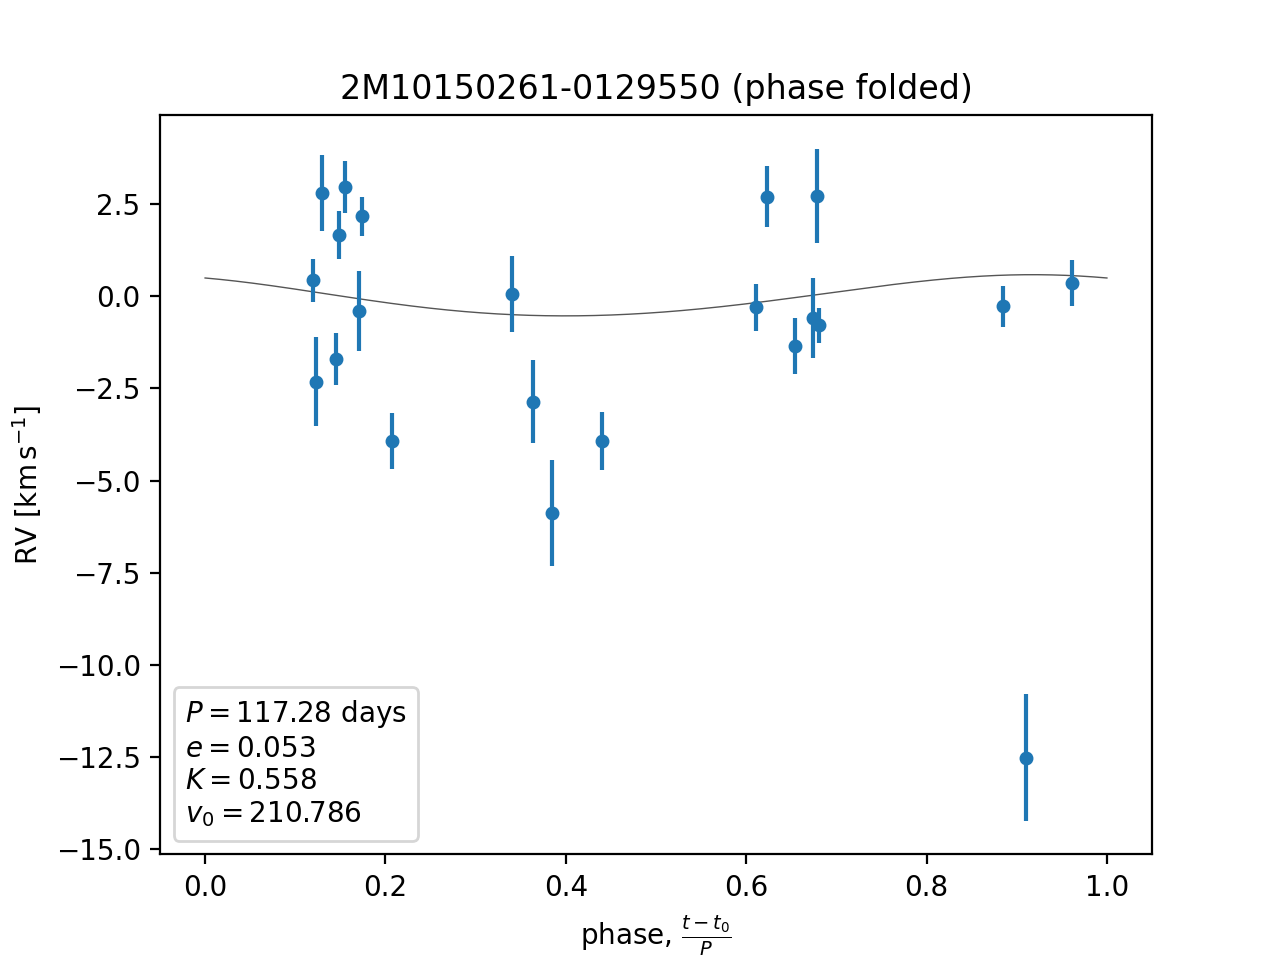 2M10150261-0129550 (phase folded)
RV [km s⁻¹]
2.5
0.0
−2.5
−5.0
−7.5
−10.0
−12.5
−15.0
P = 117.28 days
e = 0.053
K = 0.558
v₀ = 210.786
0.0 0.2 0.4 0.6 0.8 1.0
phase, (t − t₀)/P